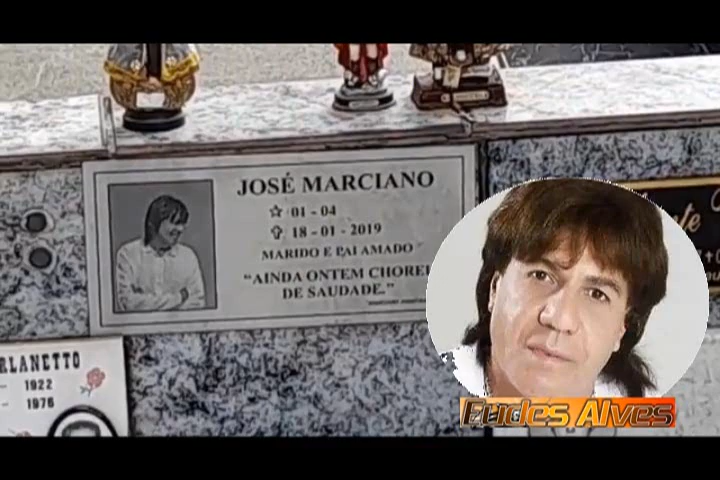 JOSÉ MARCIANO
☆ 01 - 04
✞ 18 - 01 - 2019
MARIDO E PAI AMADO
“AINDA ONTEM CHOREI
DE SAUDADE.”
RLANETTO
1922
1976
Eudes Alves